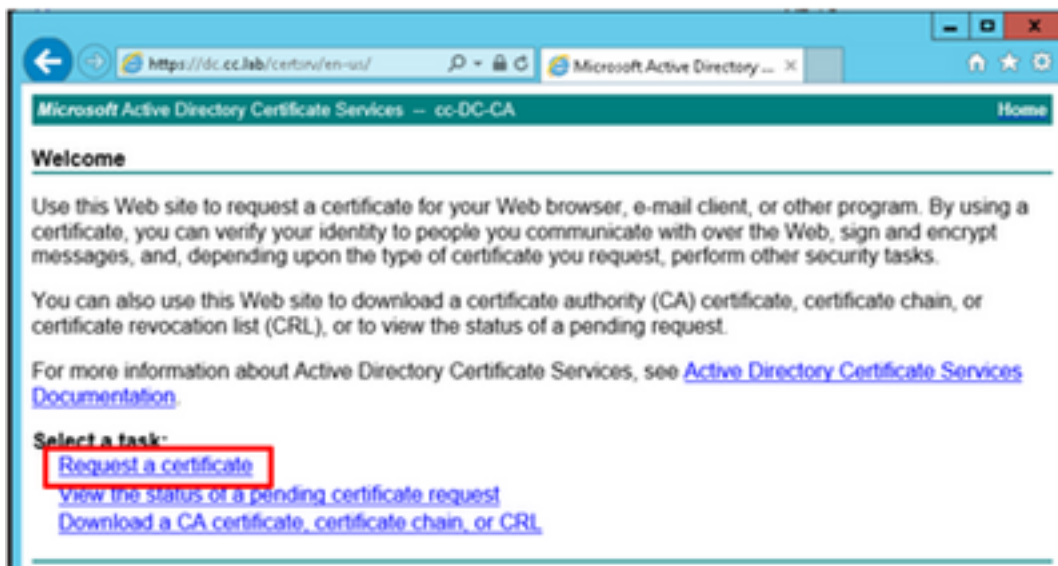 https://dc.cc.lab/certsrv/en-us/
Microsoft Active Directory ...
Microsoft Active Directory Certificate Services -- cc-DC-CA Home
Welcome
Use this Web site to request a certificate for your Web browser, e-mail client, or other program. By using a
certificate, you can verify your identity to people you communicate with over the Web, sign and encrypt
messages, and, depending upon the type of certificate you request, perform other security tasks.
You can also use this Web site to download a certificate authority (CA) certificate, certificate chain, or
certificate revocation list (CRL), or to view the status of a pending request.
For more information about Active Directory Certificate Services, see Active Directory Certificate Services
Documentation.
Select a task:
Request a certificate
View the status of a pending certificate request
Download a CA certificate, certificate chain, or CRL